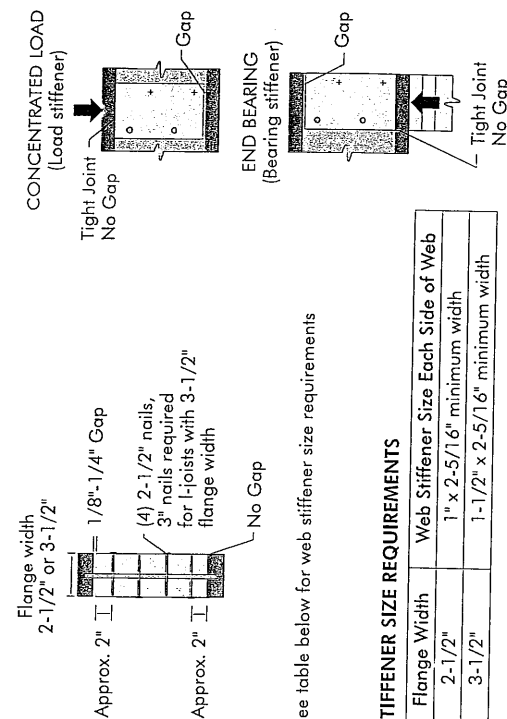 CONCENTRATED LOAD
(Load stiffener)
Tight Joint
No Gap
Gap
END BEARING
(Bearing stiffener)
Gap
Tight Joint
No Gap
Flange width
2-1/2" or 3-1/2"
1/8"-1/4" Gap
Approx. 2"
(4) 2-1/2" nails,
3" nails required
for I-joists with 3-1/2"
flange width
No Gap
Approx. 2"
ee table below for web stiffener size requirements
TIFFENER SIZE REQUIREMENTS
Flange Width Web Stiffener Size Each Side of Web
2-1/2" 1" x 2-5/16" minimum width
3-1/2" 1-1/2" x 2-5/16" minimum width